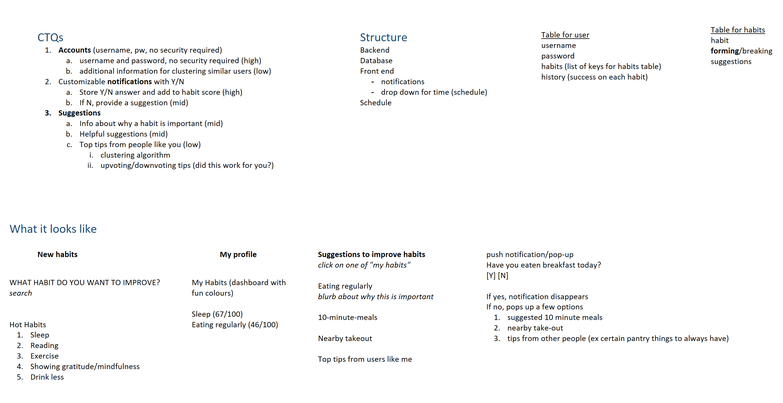 CTQs
1. Accounts (username, pw, no security required)
a. username and password, no security required (high)
b. additional information for clustering similar users (low)
2. Customizable notifications with Y/N
a. Store Y/N answer and add to habit score (high)
b. If N, provide a suggestion (mid)
3. Suggestions
a. Info about why a habit is important (mid)
b. Helpful suggestions (mid)
c. Top tips from people like you (low)
i. clustering algorithm
ii. upvoting/downvoting tips (did this work for you?)
Structure
Backend
Database
Front end
- notifications
- drop down for time (schedule)
Schedule
Table for user
username
password
habits (list of keys for habits table)
history (success on each habit)
Table for habits
habit
forming/breaking
suggestions
What it looks like
New habits
WHAT HABIT DO YOU WANT TO IMPROVE?
search
Hot Habits
1. Sleep
2. Reading
3. Exercise
4. Showing gratitude/mindfulness
5. Drink less
My profile
My Habits (dashboard with
fun colours)
Sleep (67/100)
Eating regularly (46/100)
Suggestions to improve habits
click on one of "my habits"
Eating regularly
blurb about why this is important
10-minute-meals
Nearby takeout
Top tips from users like me
push notification/pop-up
Have you eaten breakfast today?
[Y] [N]
If yes, notification disappears
If no, pops up a few options
1. suggested 10 minute meals
2. nearby take-out
3. tips from other people (ex certain pantry things to always have)